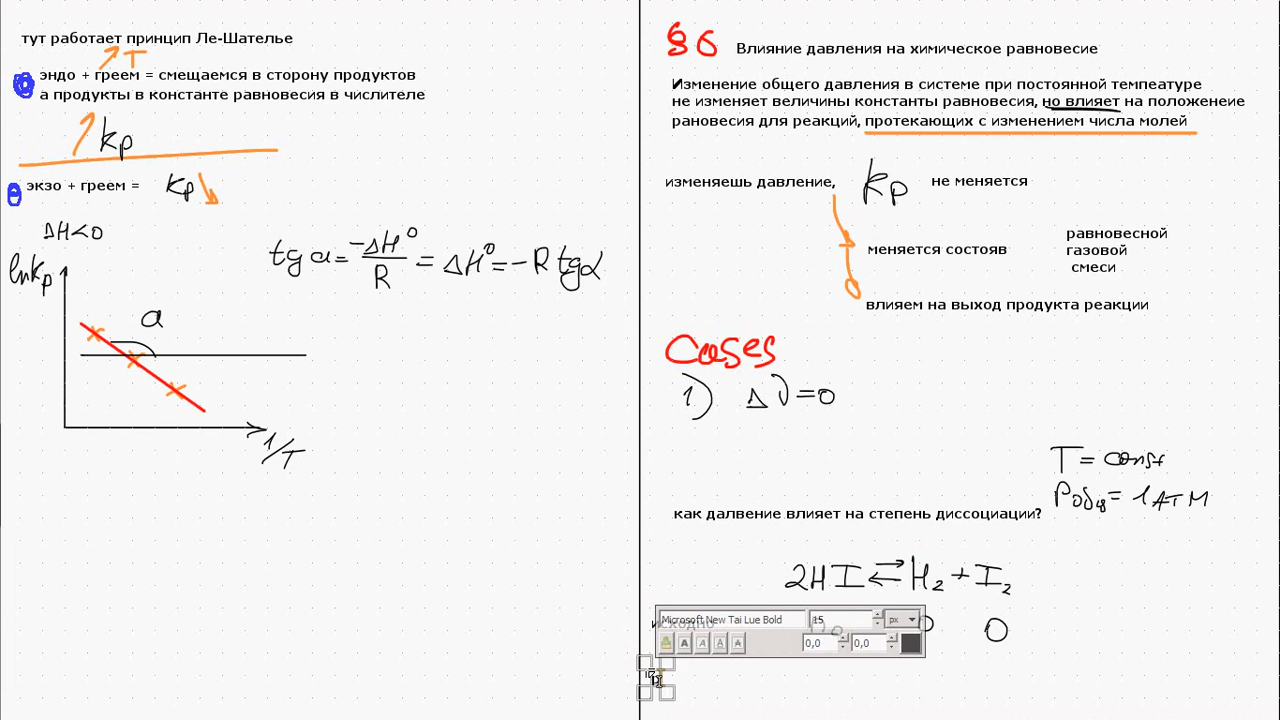 тут работает принцип Ле-Шателье
T
эндо + греем = смещаемся в сторону продуктов
а продукты в константе равновесия в числителе
kp
экзо + греем = kp
ΔH<0
lnkp
a
1/T
tg a = -ΔH⁰/R = ΔH⁰ = -R tgα
§6 Влияние давления на химическое равновесие
Изменение общего давления в системе при постоянной темпеатуре
не изменяет величины константы равновесия, но влияет на положенеие
рановесия для реакций, протекающих с изменением числа молей
изменяешь давление, kp не меняется
меняется состояв равновесной
газовой
смеси
влияем на выход продукта реакции
Cases
1) Δν=0
T = const
Pобщ = 1 атм
как далвение влияет на степень диссоциации?
2HI ⇄ H₂ + I₂
Microsoft New Tai Lue Bold 15 px
0,0 0,0
0